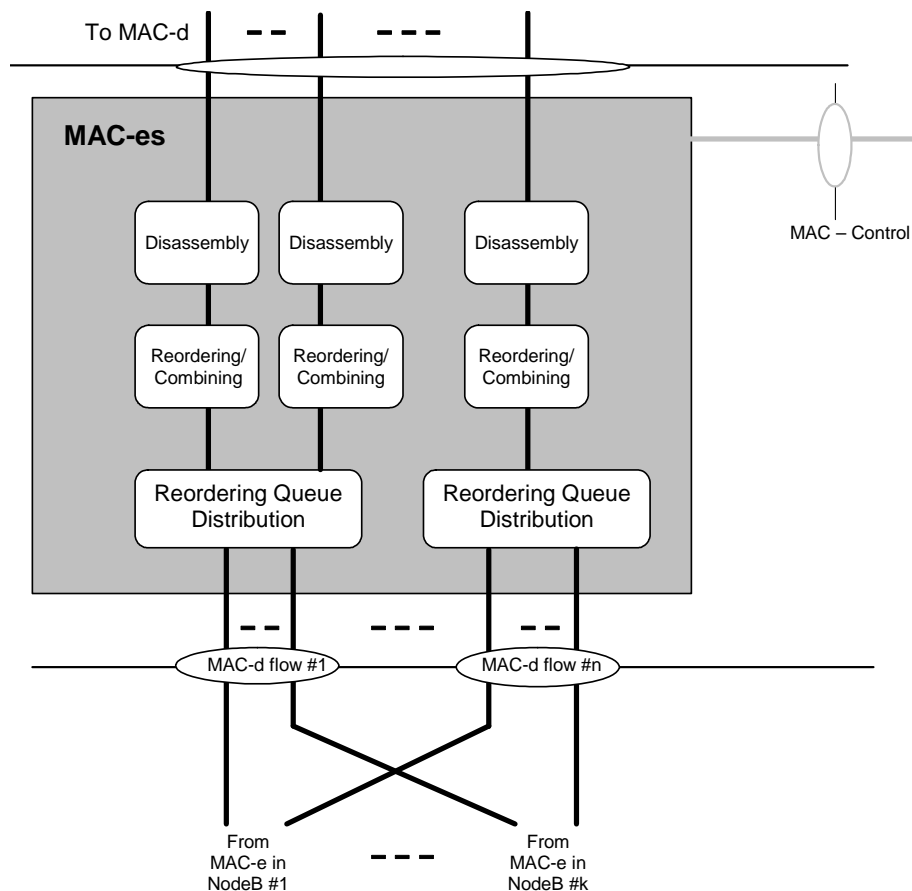 To MAC-d
MAC-es
MAC – Control
Disassembly
Disassembly
Disassembly
Reordering/
Combining
Reordering/
Combining
Reordering/
Combining
Reordering Queue
Distribution
Reordering Queue
Distribution
MAC-d flow #1
MAC-d flow #n
From
MAC-e in
NodeB #1
From
MAC-e in
NodeB #k